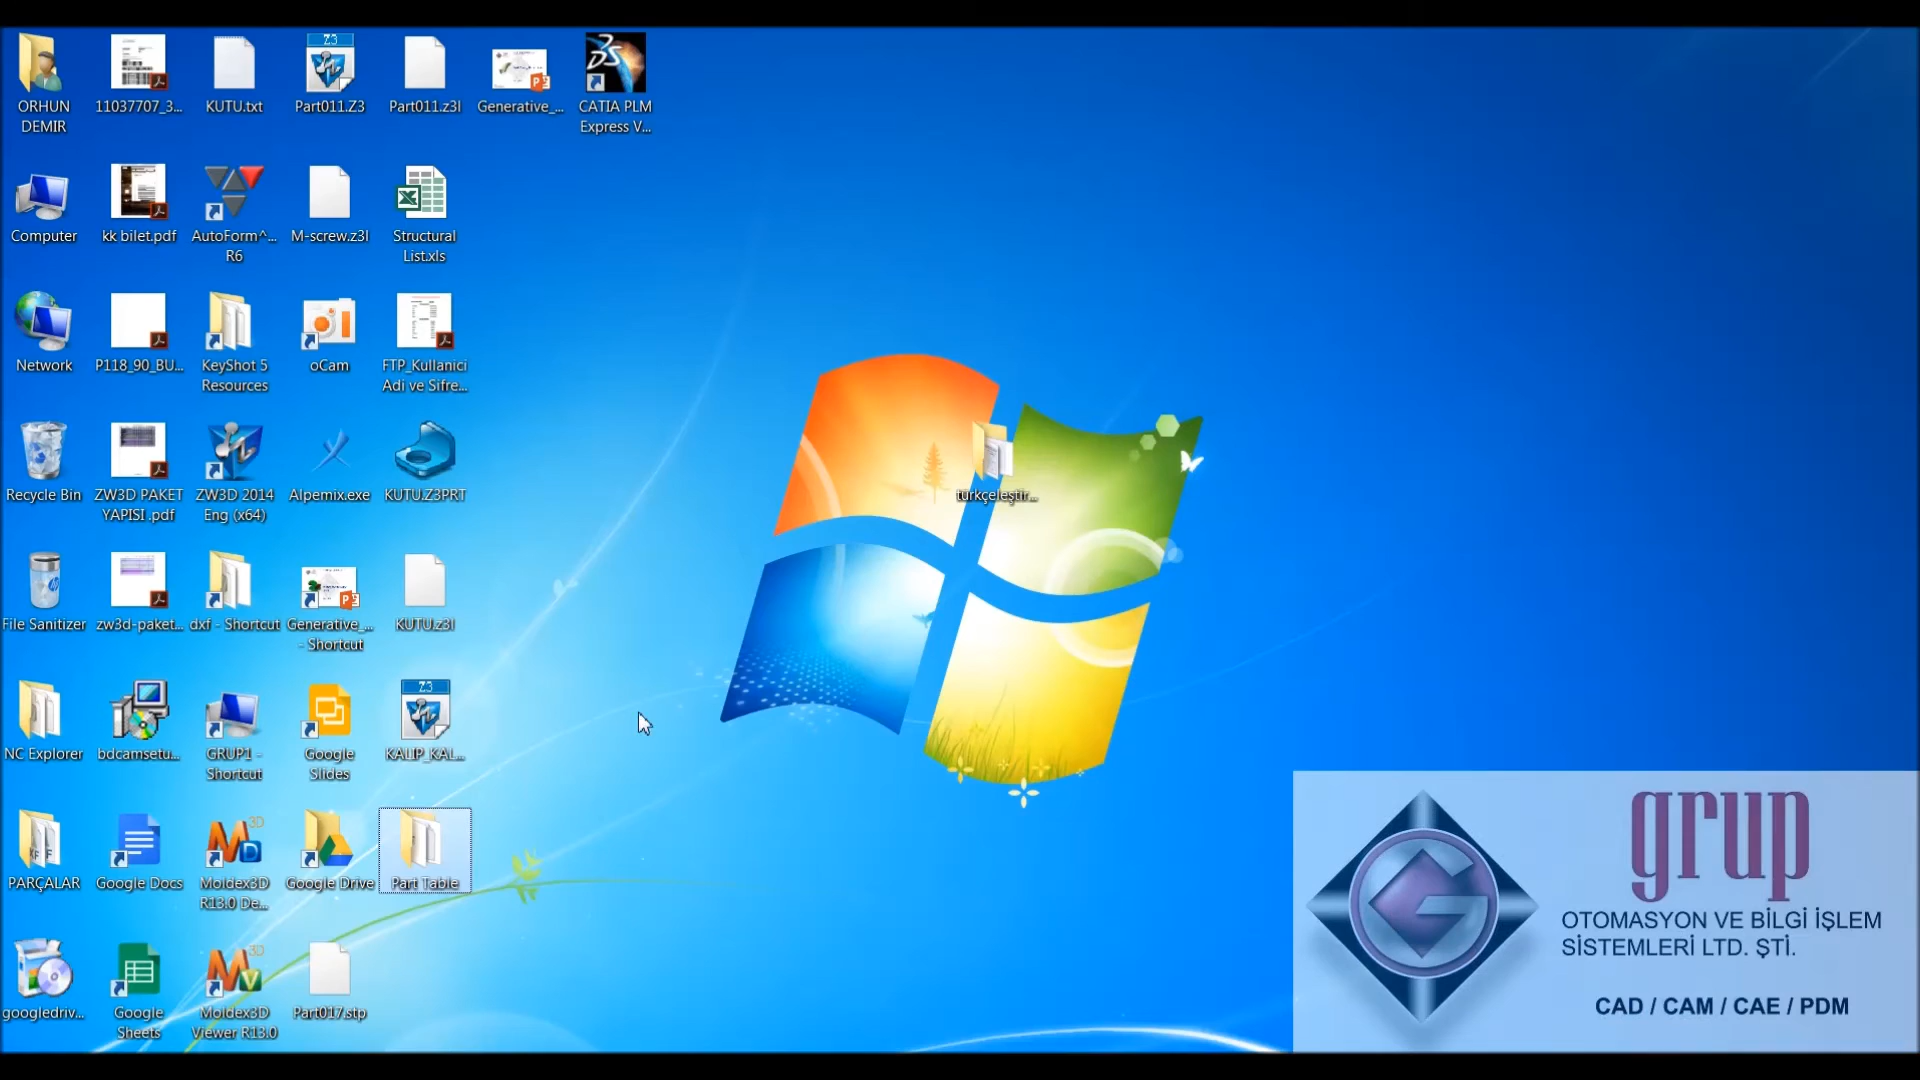 ORHUN
DEMIR
11037707_3...
KUTU.txt
Z3
Part011.Z3
Part011.z3l
Generative_...
CATIA PLM
Express V...
Computer
kk bilet.pdf
AutoForm^...
R6
M-screw.z3l
Structural
List.xls
Network
P118_90_BU...
KeyShot 5
Resources
oCam
FTP_Kullanici
Adi ve Sifre...
Recycle Bin
ZW3D PAKET
YAPISI .pdf
ZW3D 2014
Eng (x64)
Alpemix.exe
KUTU.Z3PRT
türkçeleştir...
File Sanitizer
zw3d-paket...
dxf - Shortcut
Generative_...
- Shortcut
KUTU.z3l
NC Explorer
bdcamsetu...
GRUP1 -
Shortcut
Google
Slides
Z3
KALIP_KAL...
PARÇALAR
Google Docs
3D
Moldex3D
R13.0 De...
Google Drive
Part Table
googledriv...
Google
Sheets
3D
Moldex3D
Viewer R13.0
Part017.stp
grup
OTOMASYON VE BİLGİ İŞLEM
SİSTEMLERİ LTD. ŞTİ.
CAD / CAM / CAE / PDM